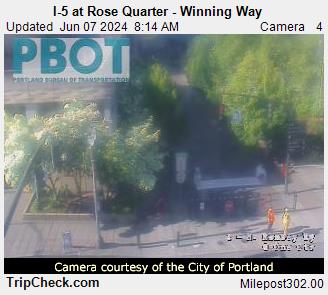 I-5 at Rose Quarter - Winning Way
Updated Jun 07 2024 8:14 AM Camera 4
PBOT
PORTLAND BUREAU OF TRANSPORTATION
Camera courtesy of the City of Portland
TripCheck.com Milepost302.00